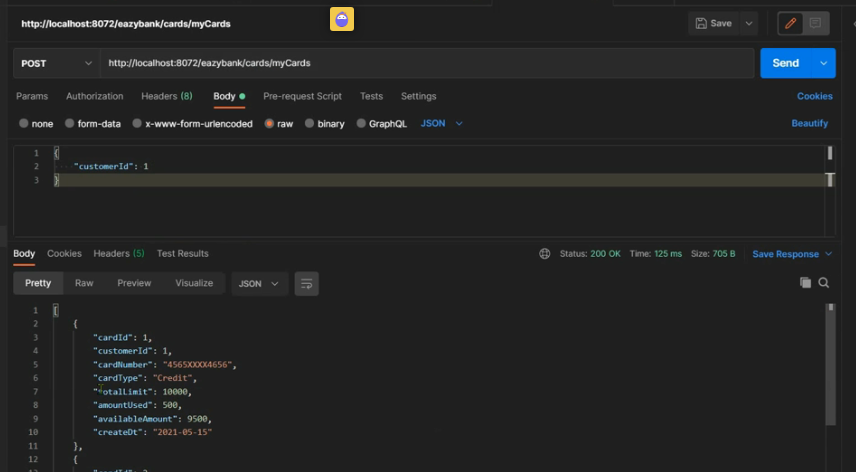 http://localhost:8072/eazybank/cards/myCards
Save
POST
http://localhost:8072/eazybank/cards/myCards
Send
Params Authorization Headers (8) Body Pre-request Script Tests Settings Cookies
none form-data x-www-form-urlencoded raw binary GraphQL JSON Beautify
1 {
2 "customerId": 1
3 }
Body Cookies Headers (5) Test Results Status: 200 OK Time: 125 ms Size: 705 B Save Response
Pretty Raw Preview Visualize JSON
1 [
2 {
3 "cardId": 1,
4 "customerId": 1,
5 "cardNumber": "4565XXXX4656",
6 "cardType": "Credit",
7 "totalLimit": 10000,
8 "amountUsed": 500,
9 "availableAmount": 9500,
10 "createDt": "2021-05-15"
11 },
12 {